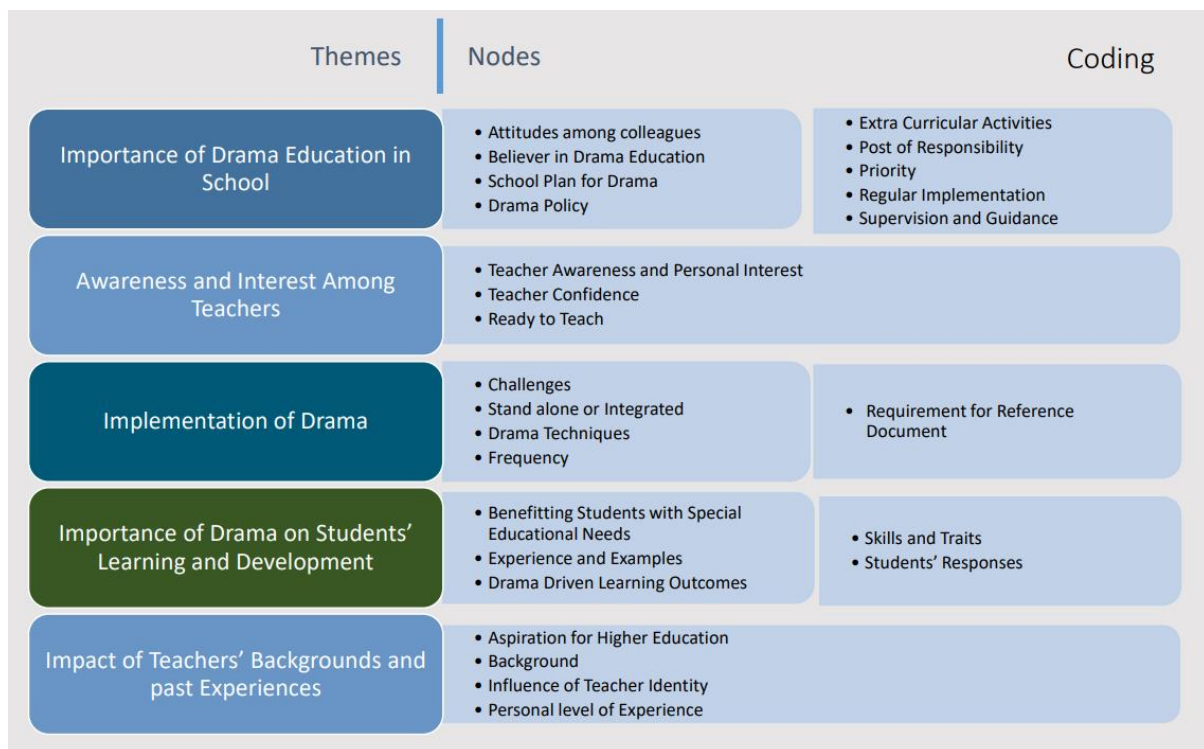 Themes
Nodes
Coding
Importance of Drama Education in
School
• Attitudes among colleagues
• Believer in Drama Education
• School Plan for Drama
• Drama Policy
• Extra Curricular Activities
• Post of Responsibility
• Priority
• Regular Implementation
• Supervision and Guidance
Awareness and Interest Among
Teachers
• Teacher Awareness and Personal Interest
• Teacher Confidence
• Ready to Teach
Implementation of Drama
• Challenges
• Stand alone or Integrated
• Drama Techniques
• Frequency
• Requirement for Reference
Document
Importance of Drama on Students’
Learning and Development
• Benefitting Students with Special
Educational Needs
• Experience and Examples
• Drama Driven Learning Outcomes
• Skills and Traits
• Students’ Responses
Impact of Teachers’ Backgrounds and
past Experiences
• Aspiration for Higher Education
• Background
• Influence of Teacher Identity
• Personal level of Experience